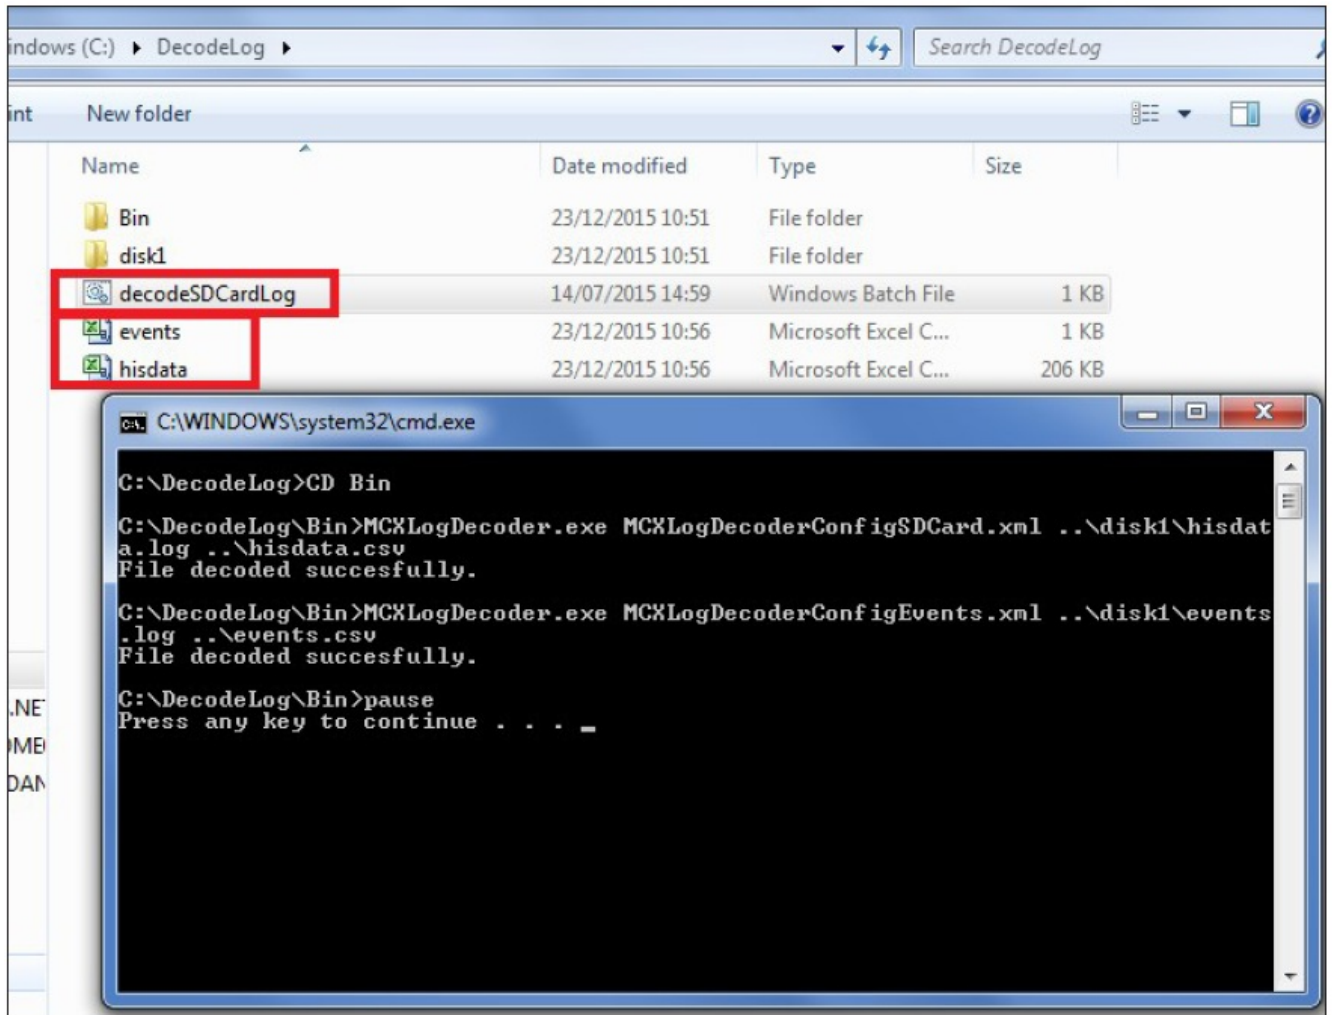 indows (C:) DecodeLog Search DecodeLog
int New folder
Name Date modified Type Size
Bin 23/12/2015 10:51 File folder
disk1 23/12/2015 10:51 File folder
decodeSDCardLog 14/07/2015 14:59 Windows Batch File 1 KB
events 23/12/2015 10:56 Microsoft Excel C... 1 KB
hisdata 23/12/2015 10:56 Microsoft Excel C... 206 KB
C:\WINDOWS\system32\cmd.exe
C:\DecodeLog>CD Bin
C:\DecodeLog\Bin>MCXLogDecoder.exe MCXLogDecoderConfigSDCard.xml ..\disk1\hisdat
a.log ..\hisdata.csv
File decoded succesfully.
C:\DecodeLog\Bin>MCXLogDecoder.exe MCXLogDecoderConfigEvents.xml ..\disk1\events
.log ..\events.csv
File decoded succesfully.
C:\DecodeLog\Bin>pause
Press any key to continue . . . _
.NE
OME
DAN